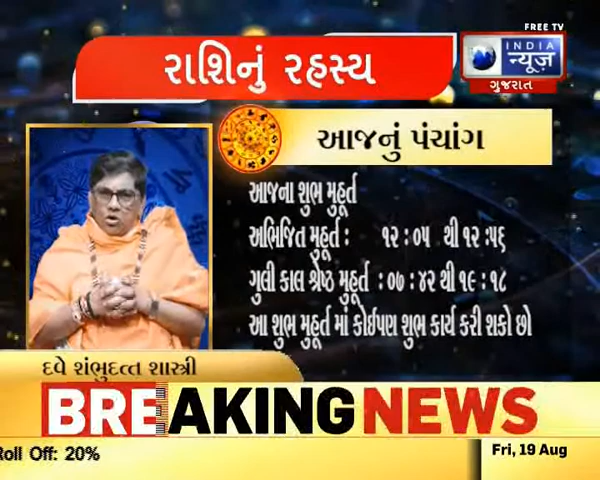 FREE TV
રાશિનું રહસ્ય
INDIA
न्यूज़
ગુજરાત
આજનું પંચાંગ
આજના શુભ મુહૂર્ત
અભિજિત મુહૂર્ત : ૧૨ : ૦૫ થી ૧૨ :૫૬
ગુલી કાલ શ્રેષ્ઠ મુહૂર્ત : ૦૭ : ૪૨ થી ૧૯ : ૧૮
આ શુભ મુહૂર્ત માં કોઇપણ શુભ કાર્ય કરી શકો છો
દવે શંભુદત્ત શાસ્ત્રી
BREAKING NEWS
Roll Off: 20%
Fri, 19 Aug